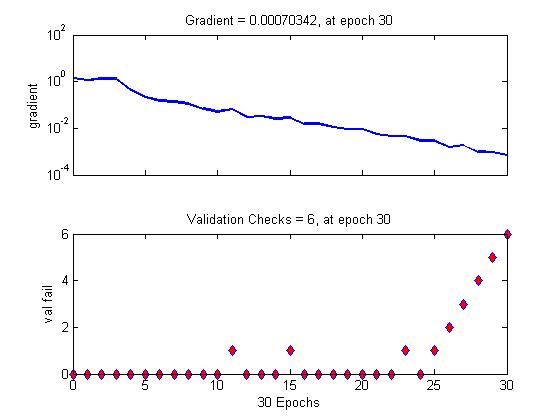 Gradient = 0.00070342, at epoch 30
10^2
10^0
10^-2
10^-4
gradient
Validation Checks = 6, at epoch 30
6
4
2
0
val fail
0 5 10 15 20 25 30
30 Epochs